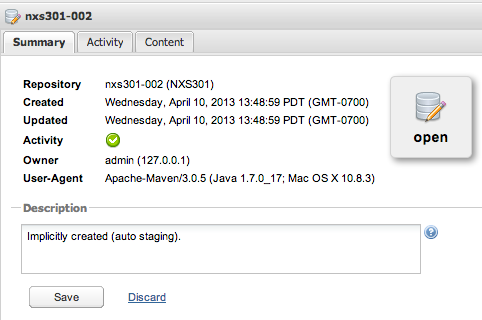 nxs301-002
Summary Activity Content
Repository nxs301-002 (NXS301)
Created Wednesday, April 10, 2013 13:48:59 PDT (GMT-0700)
Updated Wednesday, April 10, 2013 13:48:59 PDT (GMT-0700)
Activity
Owner admin (127.0.0.1)
User-Agent Apache-Maven/3.0.5 (Java 1.7.0_17; Mac OS X 10.8.3)
open
Description
Implicitly created (auto staging).
?
Save Discard